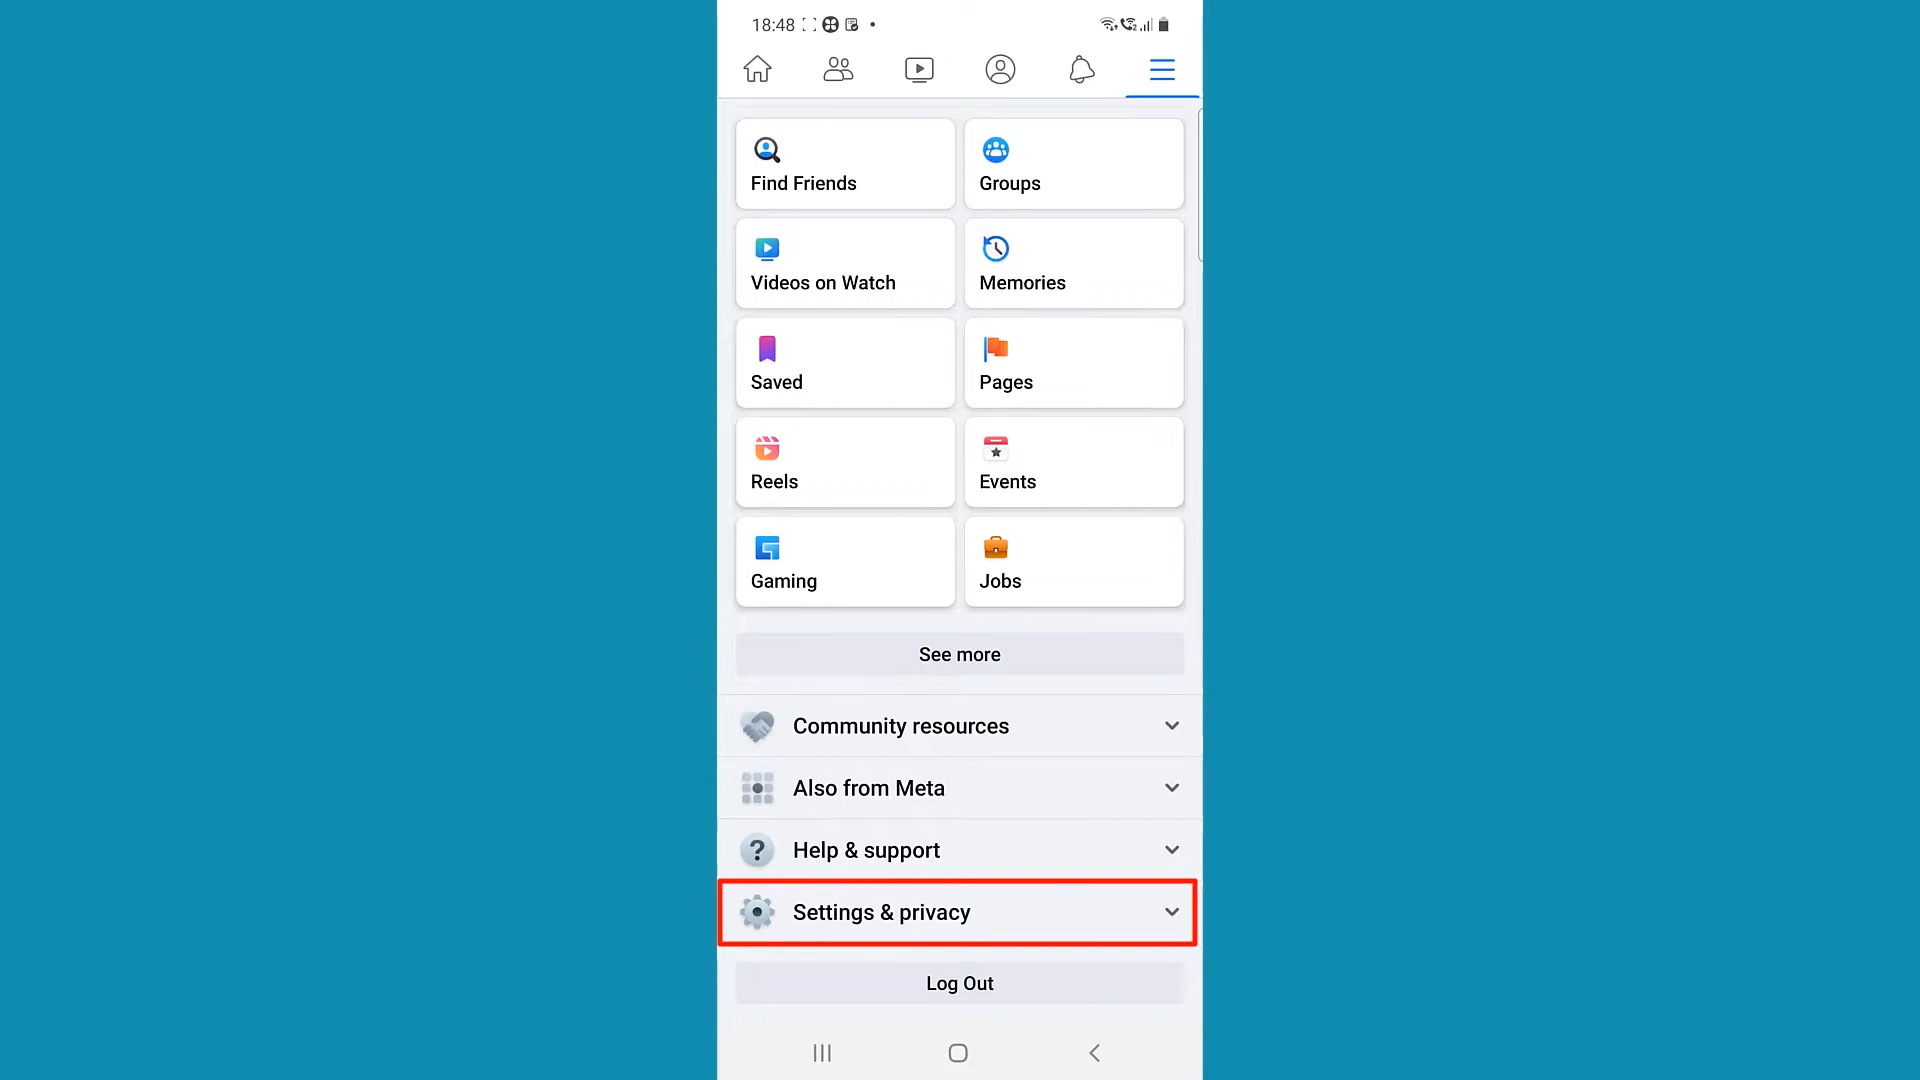 18:48
Find Friends
Groups
Videos on Watch
Memories
Saved
Pages
Reels
Events
Gaming
Jobs
See more
Community resources
Also from Meta
Help & support
Settings & privacy
Log Out